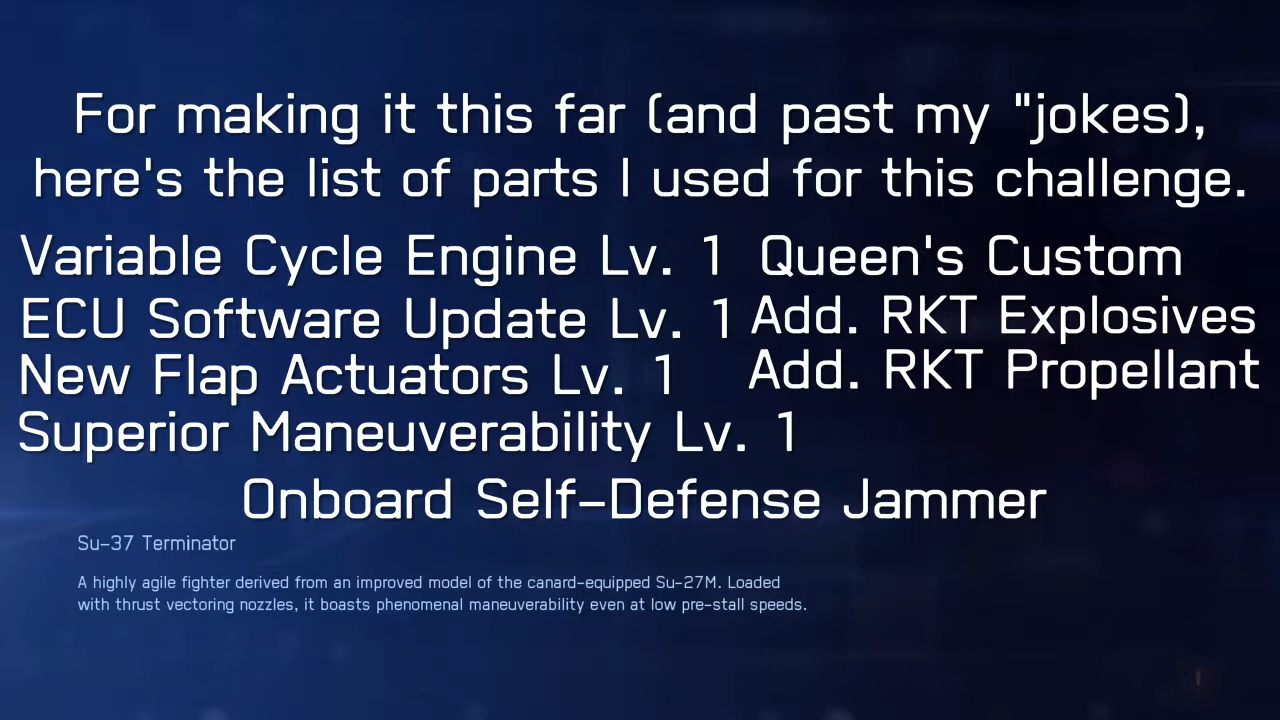 For making it this far (and past my "jokes),
here's the list of parts I used for this challenge.
Variable Cycle Engine Lv. 1 Queen's Custom
ECU Software Update Lv. 1 Add. RKT Explosives
New Flap Actuators Lv. 1 Add. RKT Propellant
Superior Maneuverability Lv. 1
Onboard Self-Defense Jammer
Su-37 Terminator
A highly agile fighter derived from an improved model of the canard-equipped Su-27M. Loaded
with thrust vectoring nozzles, it boasts phenomenal maneuverability even at low pre-stall speeds.